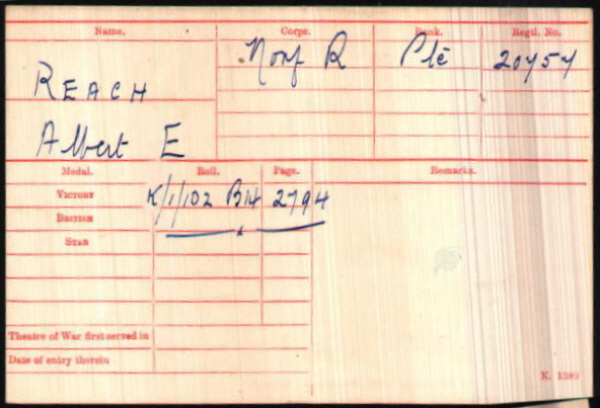 Name. Corps. Rank. Regtl. No.
Norf R Pte 20454
REACH
Albert E
Medal. Roll. Page. Remarks.
VICTORY K/1/102 B14 2794
BRITISH
STAR
Theatre of War first served in
Date of entry therein
K. 1380